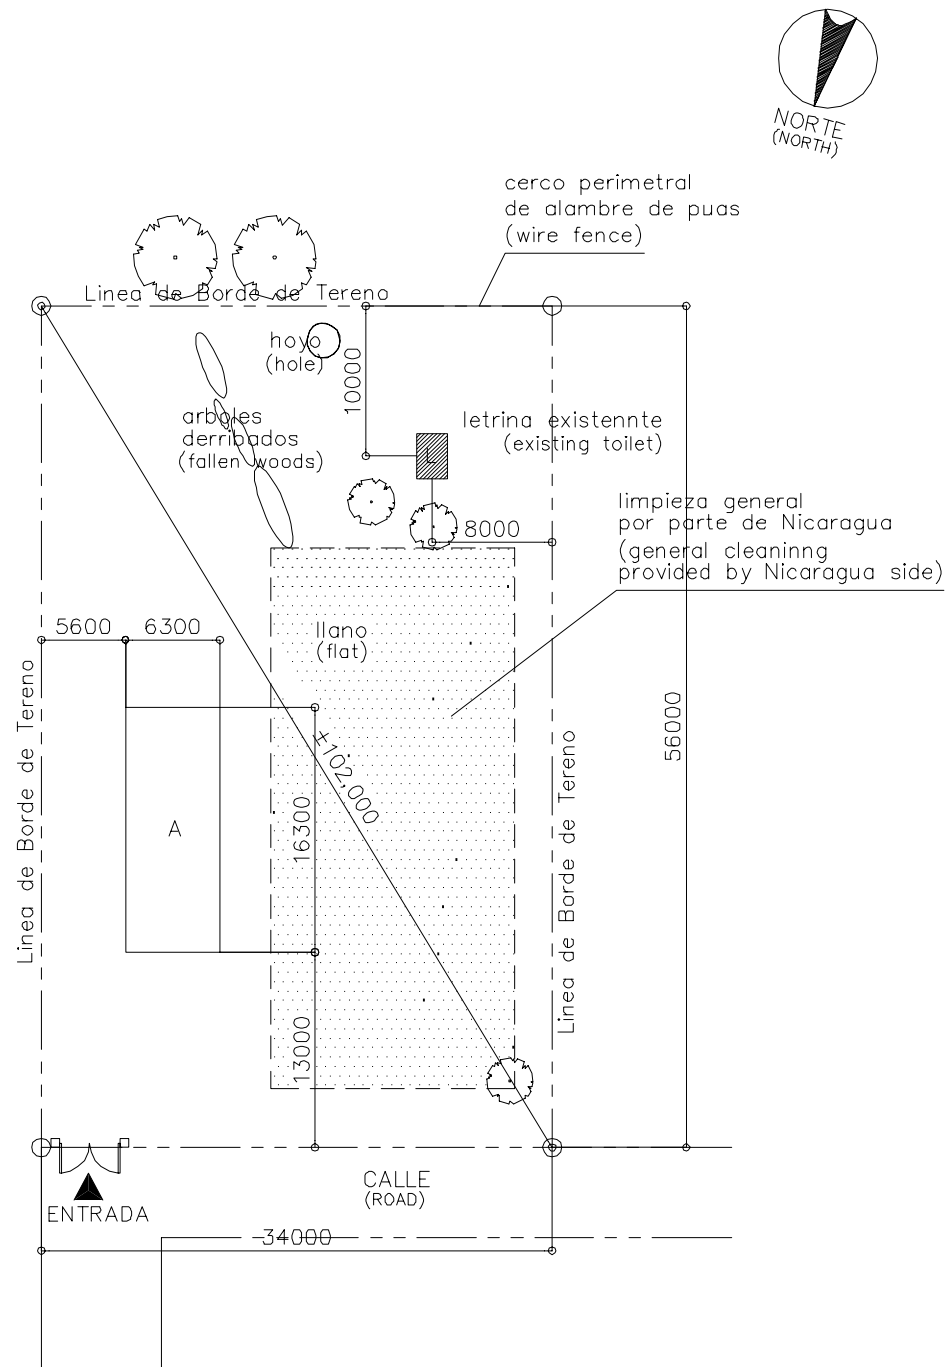 NORTE
(NORTH)
cerco perimetral
de alambre de puas
(wire fence)
Linea de Borde de Tereno
hoyo
(hole)
10000
arboles
derribados
(fallen woods)
letrina existennte
(existing toilet)
L
8000
limpieza general
por parte de Nicaragua
(general cleaninng
provided by Nicaragua side)
5600
6300
llano
(flat)
Linea de Borde de Tereno
56000
±102,000
16300
A
Linea de Borde de Tereno
13000
CALLE
(ROAD)
ENTRADA
34000